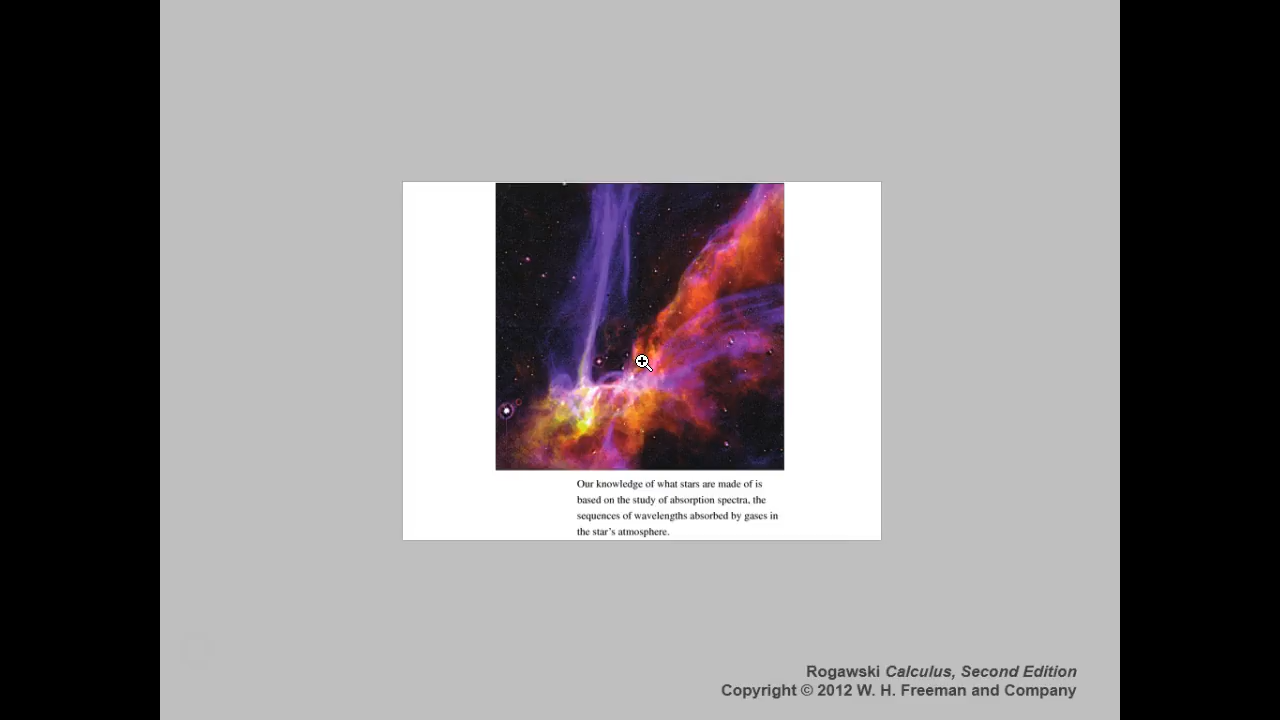 Our knowledge of what stars are made of is
based on the study of absorption spectra, the
sequences of wavelengths absorbed by gases in
the star's atmosphere.
Rogawski Calculus, Second Edition
Copyright © 2012 W. H. Freeman and Company